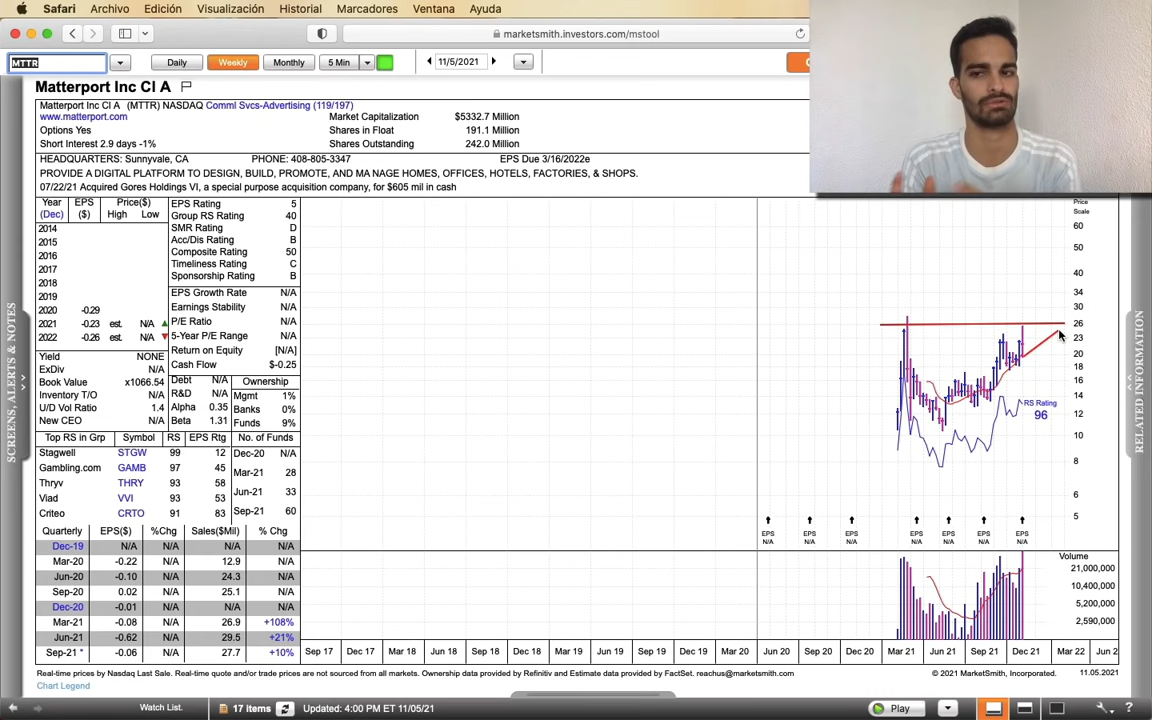 Safari Archivo Edición Visualización Historial Marcadores Ventana Ayuda
marketsmith.investors.com/mstool
MTTR Daily Weekly Monthly 5 Min 11/5/2021
Matterport Inc Cl A
Matterport Inc Cl A (MTTR) NASDAQ Comml Svcs-Advertising (119/197)
www.matterport.com Market Capitalization $5332.7 Million
Options Yes Shares in Float 191.1 Million
Short Interest 2.9 days -1% Shares Outstanding 242.0 Million
HEADQUARTERS: Sunnyvale, CA PHONE: 408-805-3347 EPS Due 3/16/2022e
PROVIDE A DIGITAL PLATFORM TO DESIGN, BUILD, PROMOTE, AND MA NAGE HOMES, OFFICES, HOTELS, FACTORIES, & SHOPS.
07/22/21 Acquired Gores Holdings VI, a special purpose acquisition company, for $605 mil in cash
Year EPS Price($)
(Dec) ($) High Low
2014
2015
2016
2017
2018
2019
2020 -0.29
2021 -0.23 est. N/A
2022 -0.26 est. N/A
Yield NONE
ExDiv N/A
Book Value x1066.54
Inventory T/O N/A
U/D Vol Ratio 1.4
New CEO N/A
EPS Rating 5
Group RS Rating 40
SMR Rating D
Acc/Dis Rating B
Composite Rating 50
Timeliness Rating C
Sponsorship Rating B
EPS Growth Rate N/A
Earnings Stability N/A
P/E Ratio N/A
5-Year P/E Range N/A
Return on Equity [N/A]
Cash Flow $-0.25
Debt N/A
R&D N/A
Alpha 0.35
Beta 1.31
Ownership
Mgmt 1%
Banks 0%
Funds 9%
Top RS in Grp Symbol RS EPS Rtg
Stagwell STGW 99 12
Gambling.com GAMB 97 45
Thryv THRY 93 58
Viad VVI 93 53
Criteo CRTO 91 83
No. of Funds
Dec-20 N/A
Mar-21 28
Jun-21 33
Sep-21 60
Quarterly EPS($) %Chg Sales($Mil) % Chg
Dec-19 N/A N/A N/A N/A
Mar-20 -0.22 N/A 12.9 N/A
Jun-20 -0.10 N/A 24.3 N/A
Sep-20 0.02 N/A 25.1 N/A
Dec-20 -0.01 N/A N/A N/A
Mar-21 -0.08 N/A 26.9 +108%
Jun-21 -0.62 N/A 29.5 +21%
Sep-21 * -0.06 N/A 27.7 +10%
Price
Scale
60
50
40
34
30
26
23
20
18
16
14
12
10
8
6
5
RS Rating
96
EPS EPS EPS EPS EPS EPS EPS
N/A N/A N/A N/A N/A N/A N/A
Volume
21,000,000
10,400,000
5,200,000
2,590,000
Sep 17 Dec 17 Mar 18 Jun 18 Sep 18 Dec 18 Mar 19 Jun 19 Sep 19 Dec 19 Mar 20 Jun 20 Sep 20 Dec 20 Mar 21 Jun 21 Sep 21 Dec 21 Mar 22 Jun 2
Real-time prices by Nasdaq Last Sale. Real-time quote and/or trade prices are not sourced from all markets. Ownership data provided by Refinitiv and Estimate data provided by FactSet. reachus@marketsmith.com © 2021 MarketSmith, Incorporated. 11.05.2021
Chart Legend
SCREENS, ALERTS & NOTES
RELATED INFORMATION
Watch List. 17 items Updated: 4:00 PM ET 11/05/21 Play